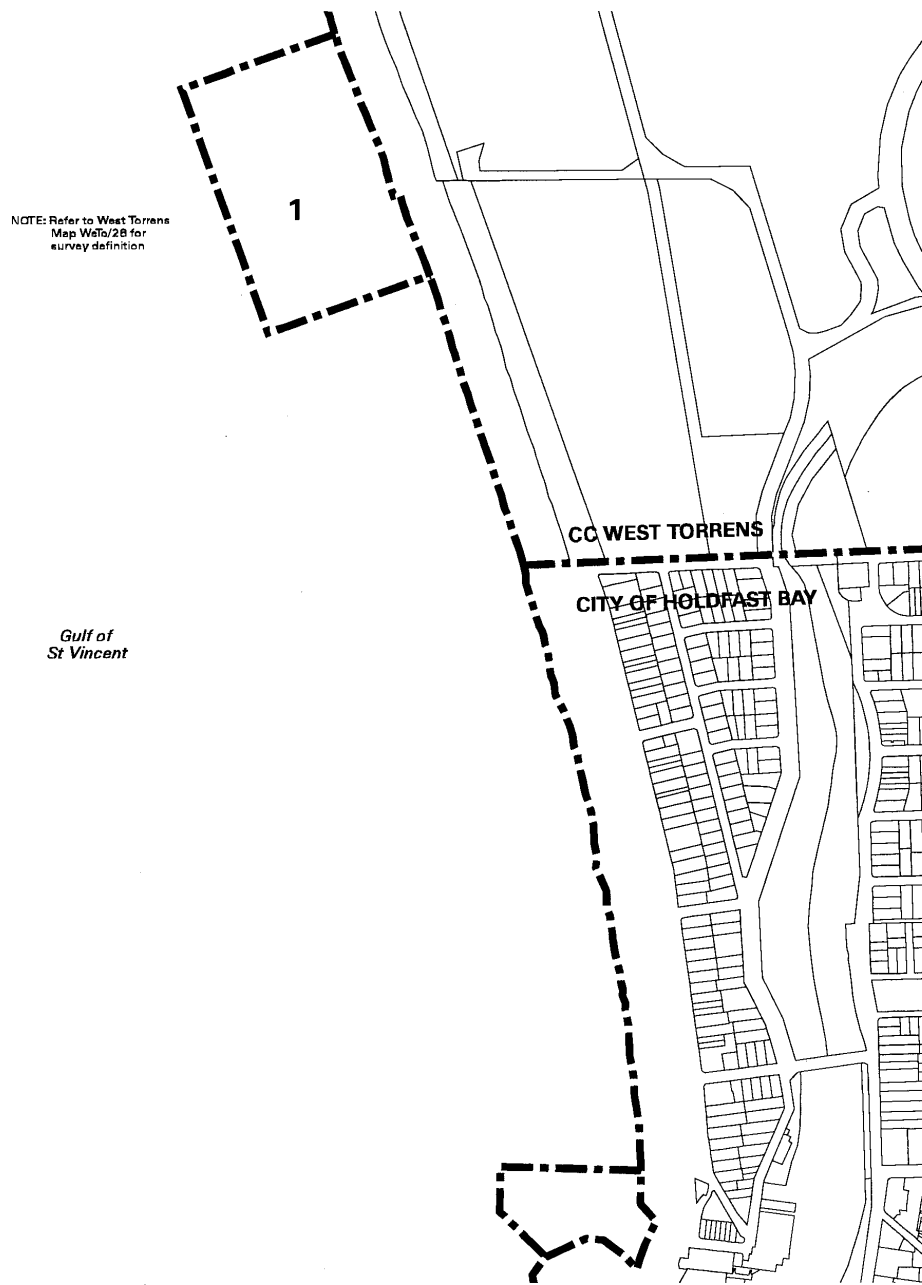 1
NOTE: Refer to West Torrens
Map WeTo/28 for
survey definition
CC WEST TORRENS
CITY OF HOLDFAST BAY
Gulf of
St Vincent